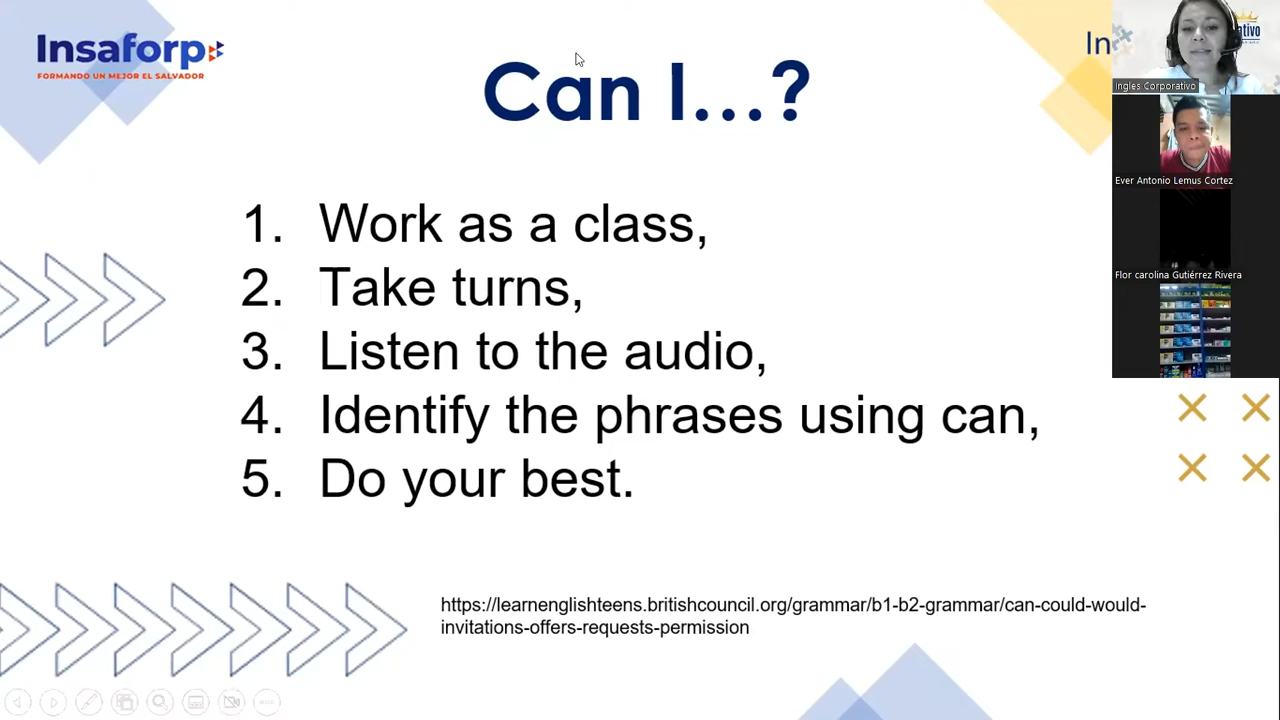 Insaforp
FORMANDO UN MEJOR EL SALVADOR
Can I...?
In
Ingles Corporativo
Ever Antonio Lemus Cortez
Flor carolina Gutiérrez Rivera
1. Work as a class,
2. Take turns,
3. Listen to the audio,
4. Identify the phrases using can,
5. Do your best.
https://learnenglishteens.britishcouncil.org/grammar/b1-b2-grammar/can-could-would-
invitations-offers-requests-permission